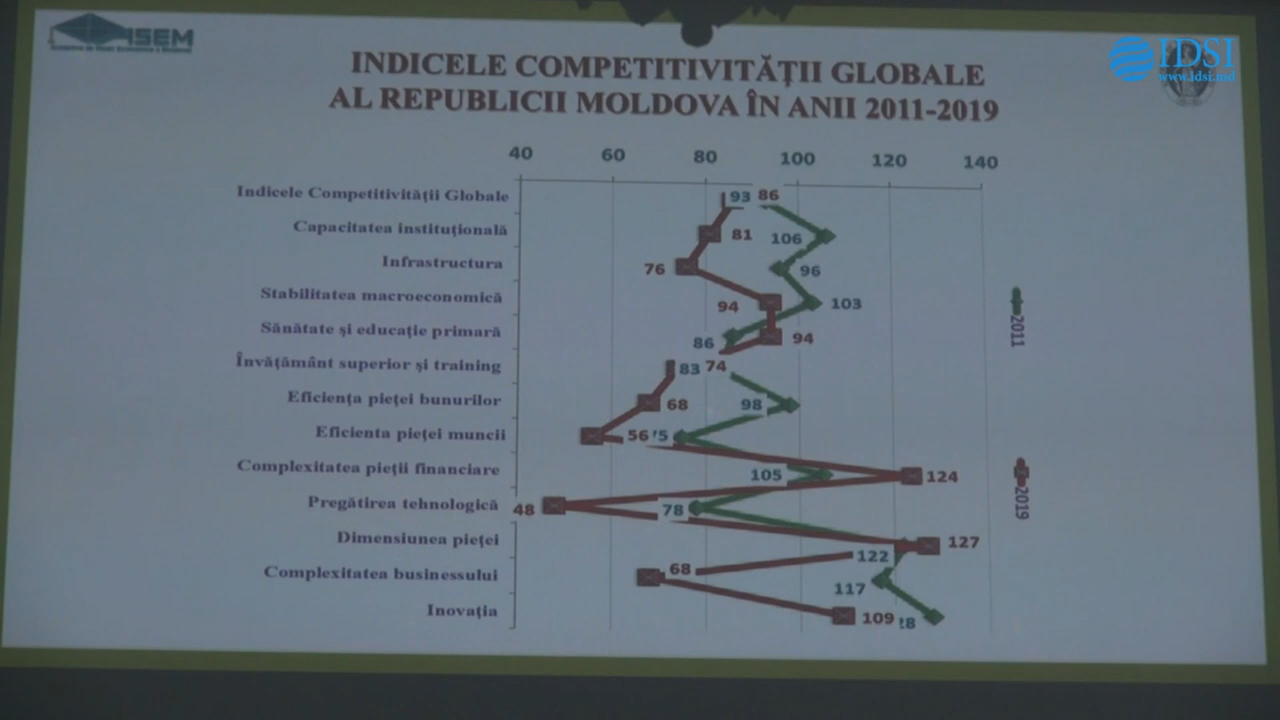 ISEM
IDSI
www.idsi.md
INDICELE COMPETITIVITĂȚII GLOBALE
AL REPUBLICII MOLDOVA ÎN ANII 2011-2019
40 60 80 100 120 140
Indicele Competitivității Globale 93 86
Capacitatea instituțională 81 106
Infrastructura 76 96
Stabilitatea macroeconomică 94 103
Sănătate și educație primară 86 94
Învățământ superior și training 83 74
Eficiența pieței bunurilor 68 98
Eficienta pieței muncii 56
Complexitatea pieții financiare 105 124
Pregătirea tehnologică 48 78
Dimensiunea pieței 127
122
Complexitatea businessului 68 117
Inovația 109
2011
2019